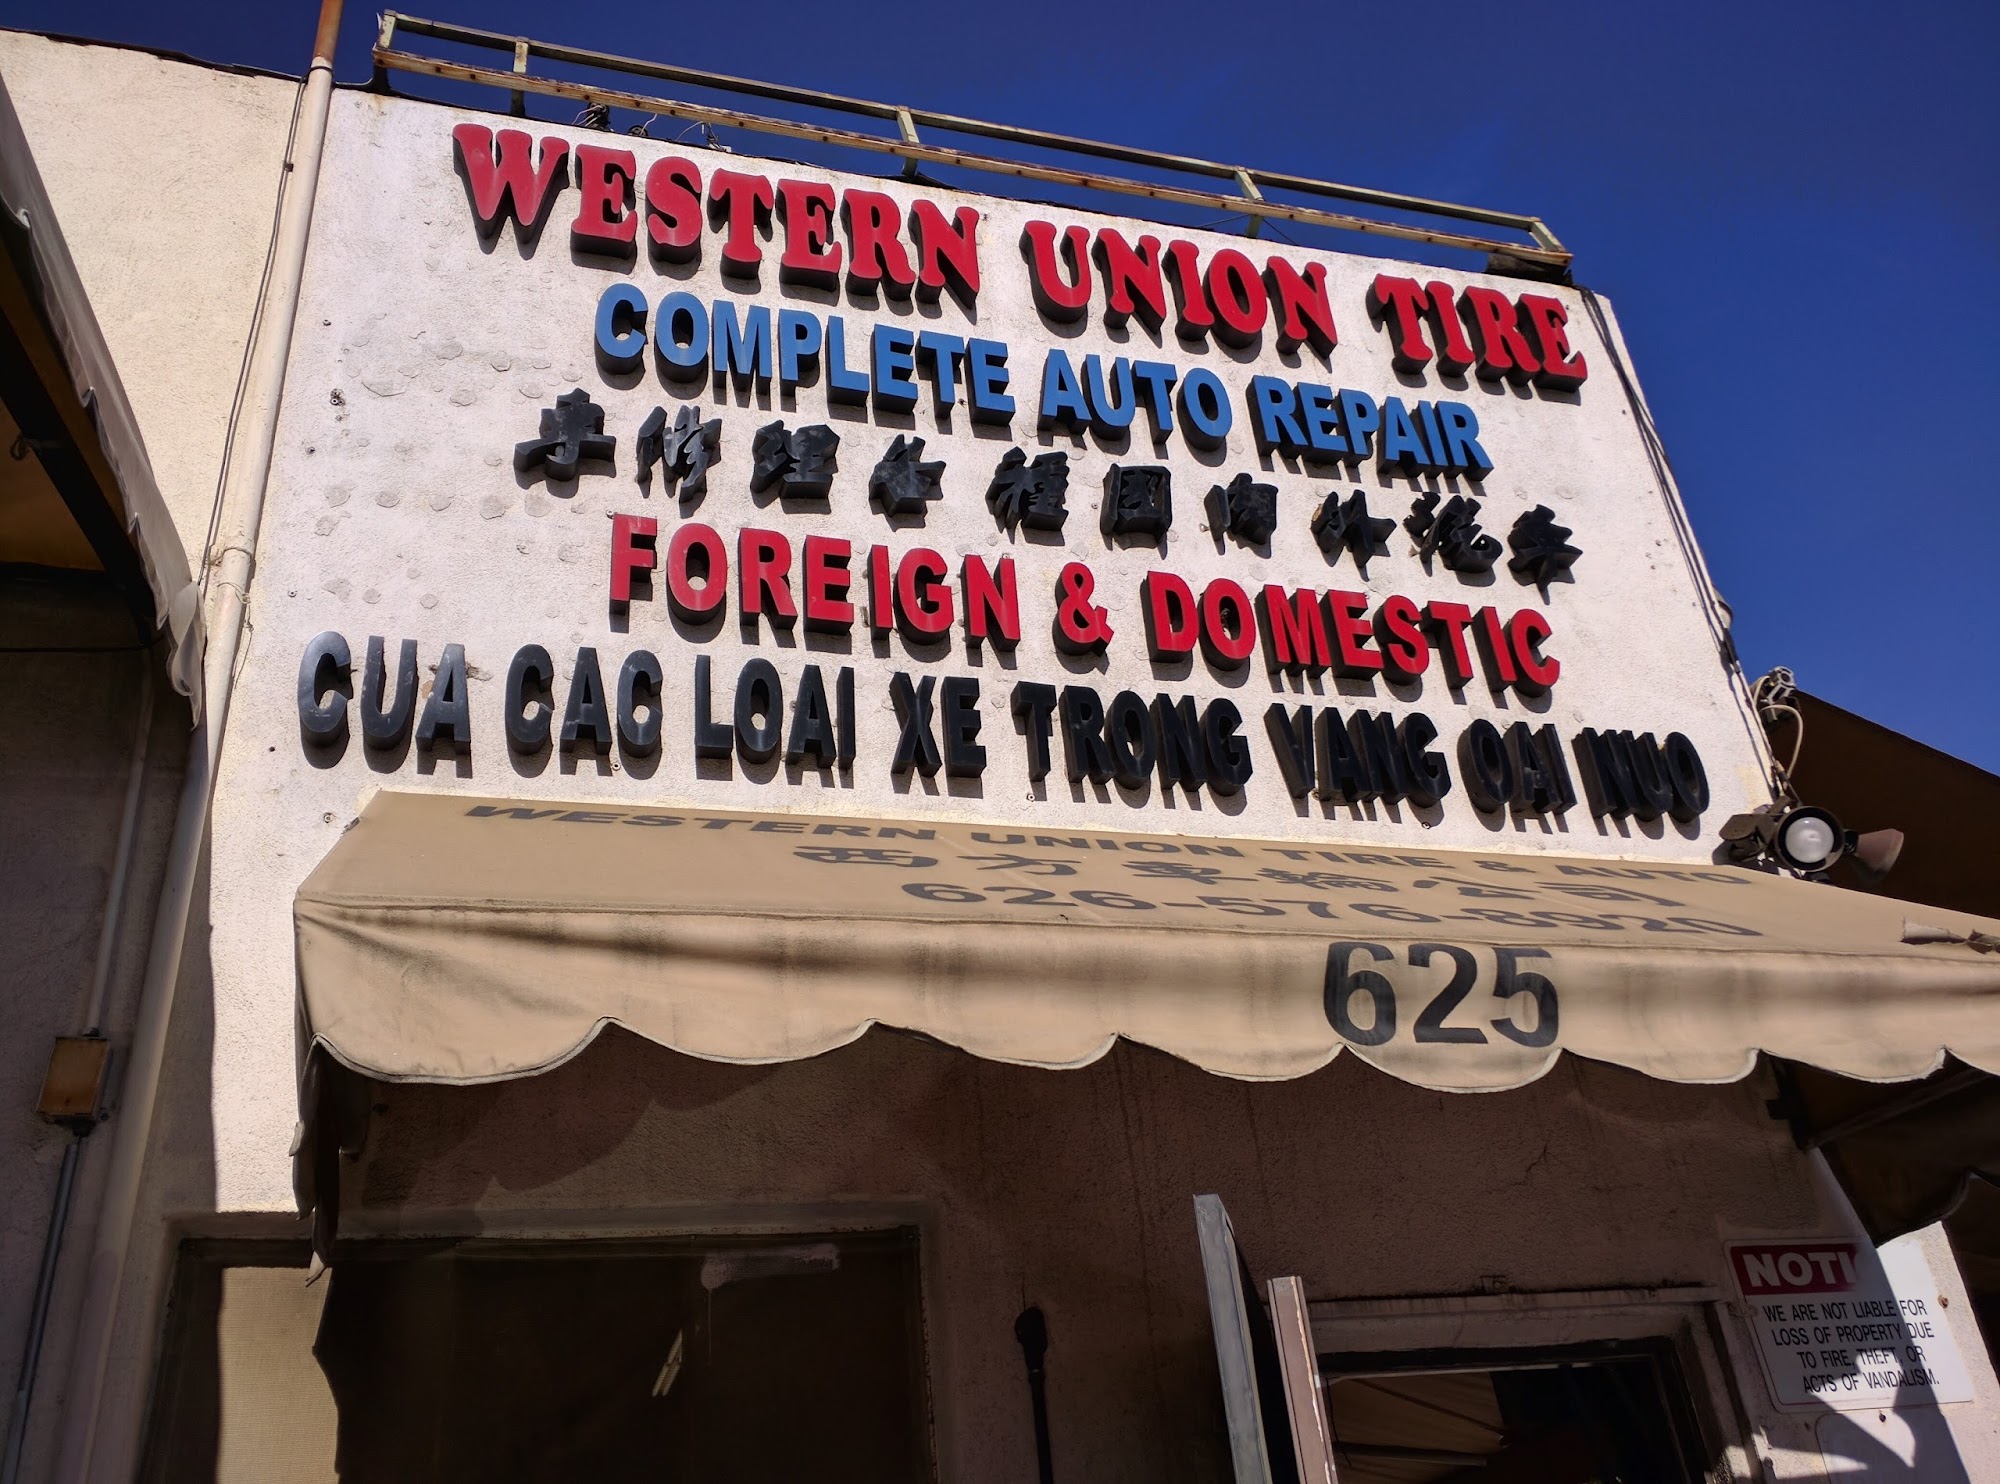 WESTERN UNION TIRE
COMPLETE AUTO REPAIR
專修理各種國內外汽车
FOREIGN & DOMESTIC
CUA CAC LOAI XE TRONG VANG OAI NUO
WESTERN UNION TIRE & AUTO
西方車輪公司
626-576-8920
625
NOTI
WE ARE NOT LIABLE FOR
LOSS OF PROPERTY DUE
TO FIRE, THEFT, OR
ACTS OF VANDALISM.